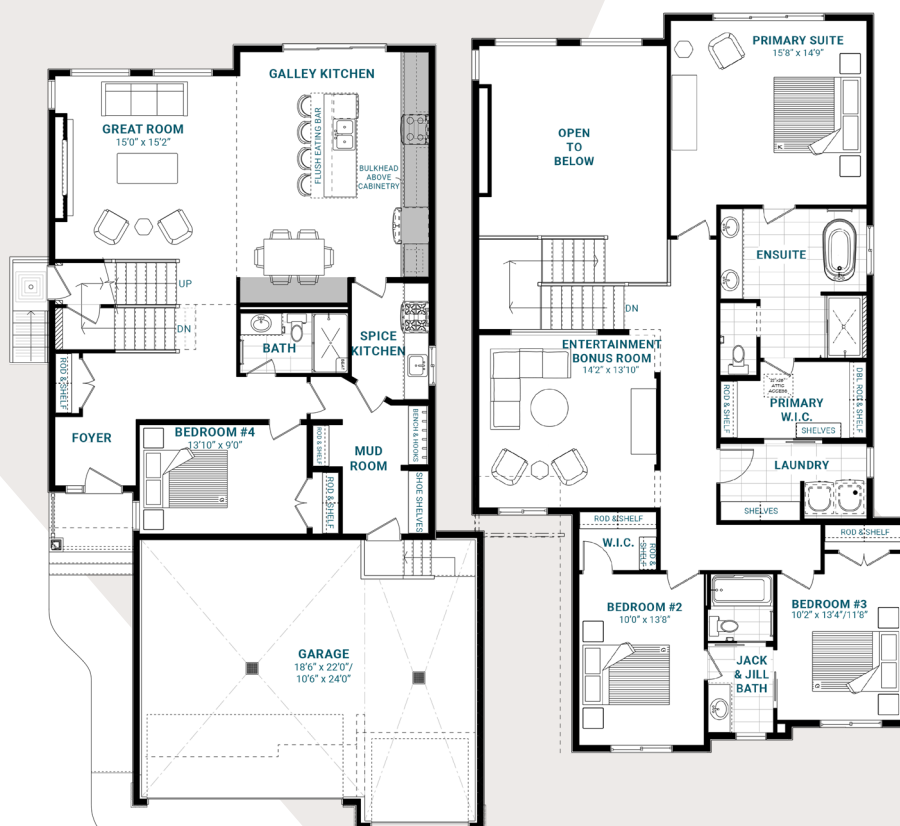 GALLEY KITCHEN
GREAT ROOM
15'0" x 15'2"
FLUSH EATING BAR
BULKHEAD
ABOVE
CABINETRY
UP
DN
BATH
SPICE
KITCHEN
ROD & SHELF
FOYER
BEDROOM #4
13'10" x 9'0"
ROD & SHELF
ROD & SHELF
MUD
ROOM
BENCH & HOOKS
SHOE SHELVES
GARAGE
18'6" x 22'0"/
10'6" x 24'0"
PRIMARY SUITE
15'8" x 14'9"
K
OPEN
TO
BELOW
ENSUITE
DN
ENTERTAINMENT
BONUS ROOM
14'2" x 13'10"
ATTIC
ACCESS
ROD & SHELF
DBL ROD & SHELF
PRIMARY
W.I.C.
SHELVES
LAUNDRY
SHELVES
ROD & SHELF
W.I.C.
ROD &
SHELF
ROD & SHELF
BEDROOM #2
10'0" x 13'8"
BEDROOM #3
10'2" x 13'4"/11'8"
JACK
& JILL
BATH